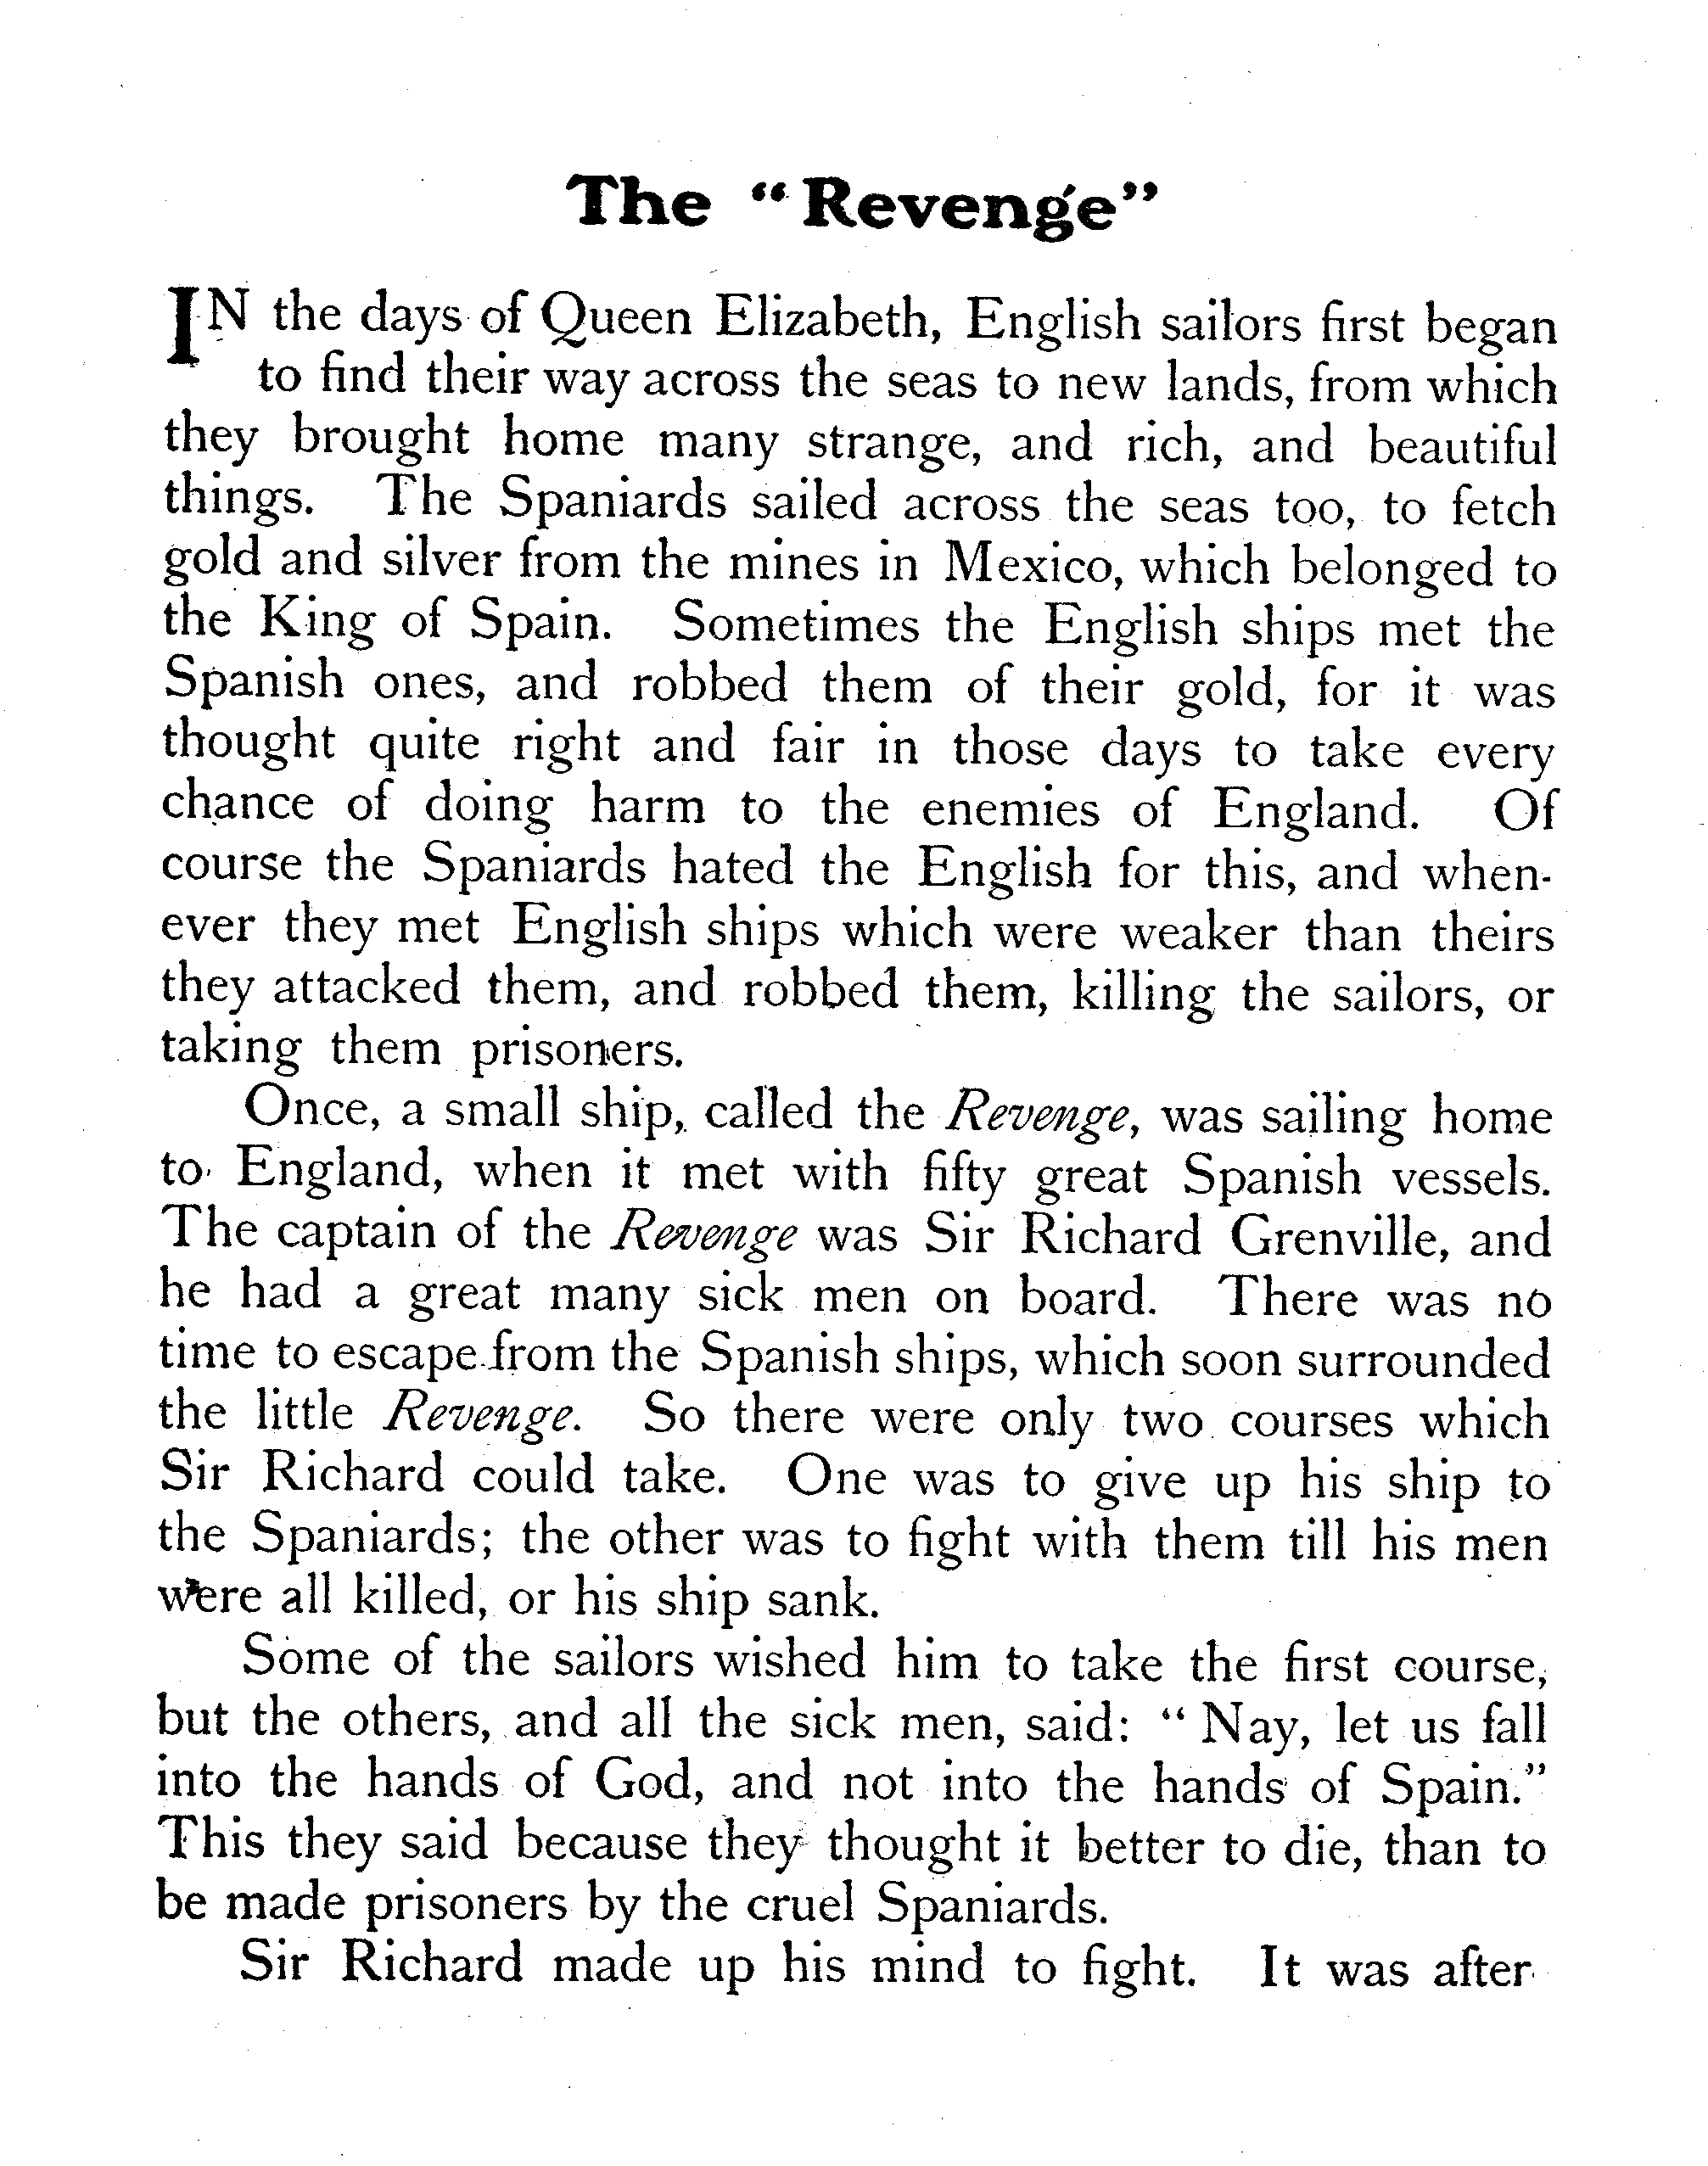 The “Revenge”
IN the days of Queen Elizabeth, English sailors first began
to find their way across the seas to new lands, from which
they brought home many strange, and rich, and beautiful
things. The Spaniards sailed across the seas too, to fetch
gold and silver from the mines in Mexico, which belonged to
the King of Spain. Sometimes the English ships met the
Spanish ones, and robbed them of their gold, for it was
thought quite right and fair in those days to take every
chance of doing harm to the enemies of England. Of
course the Spaniards hated the English for this, and when-
ever they met English ships which were weaker than theirs
they attacked them, and robbed them, killing the sailors, or
taking them prisoners.
Once, a small ship, called the Revenge, was sailing home
to England, when it met with fifty great Spanish vessels.
The captain of the Revenge was Sir Richard Grenville, and
he had a great many sick men on board. There was no
time to escape from the Spanish ships, which soon surrounded
the little Revenge. So there were only two courses which
Sir Richard could take. One was to give up his ship to
the Spaniards; the other was to fight with them till his men
were all killed, or his ship sank.
Some of the sailors wished him to take the first course,
but the others, and all the sick men, said: “Nay, let us fall
into the hands of God, and not into the hands of Spain.”
This they said because they thought it better to die, than to
be made prisoners by the cruel Spaniards.
Sir Richard made up his mind to fight. It was after